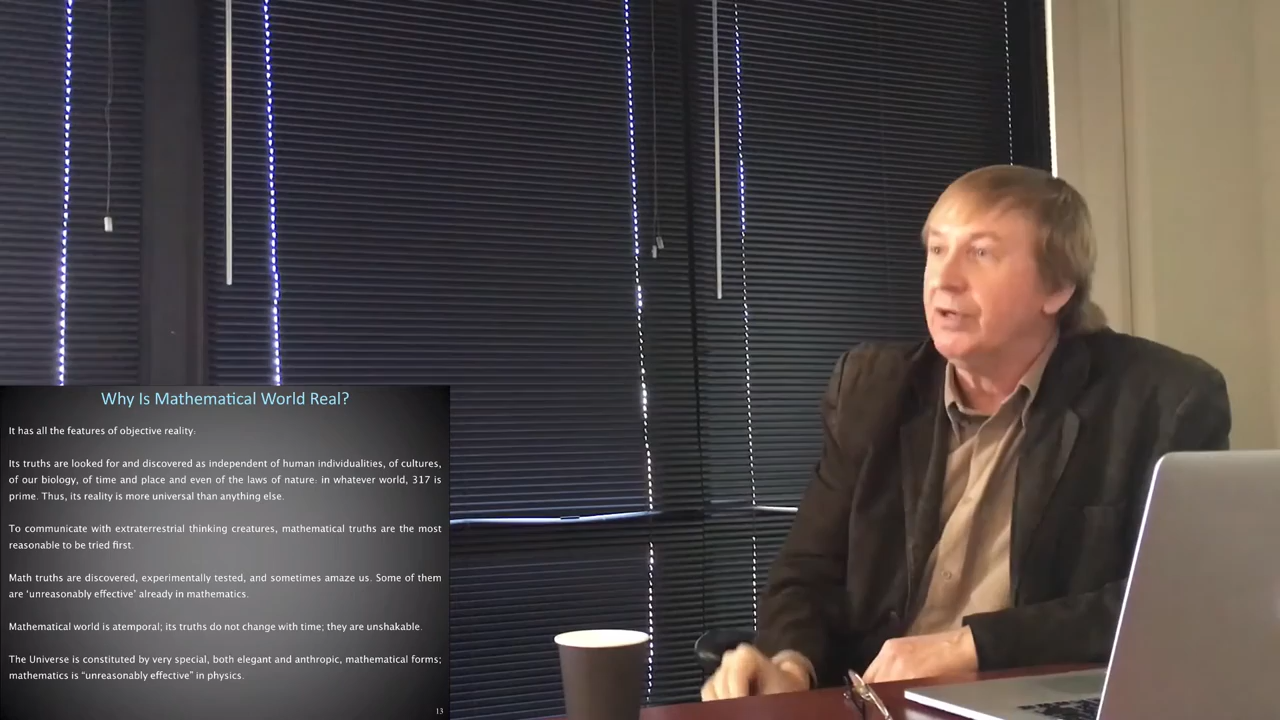 Why Is Mathematical World Real?
It has all the features of objective reality:
Its truths are looked for and discovered as independent of human individualities, of cultures,
of our biology, of time and place and even of the laws of nature: in whatever world, 317 is
prime. Thus, its reality is more universal than anything else.
To communicate with extraterrestrial thinking creatures, mathematical truths are the most
reasonable to be tried first.
Math truths are discovered, experimentally tested, and sometimes amaze us. Some of them
are ‘unreasonably effective’ already in mathematics.
Mathematical world is atemporal; its truths do not change with time; they are unshakable.
The Universe is constituted by very special, both elegant and anthropic, mathematical forms;
mathematics is “unreasonably effective” in physics.
13